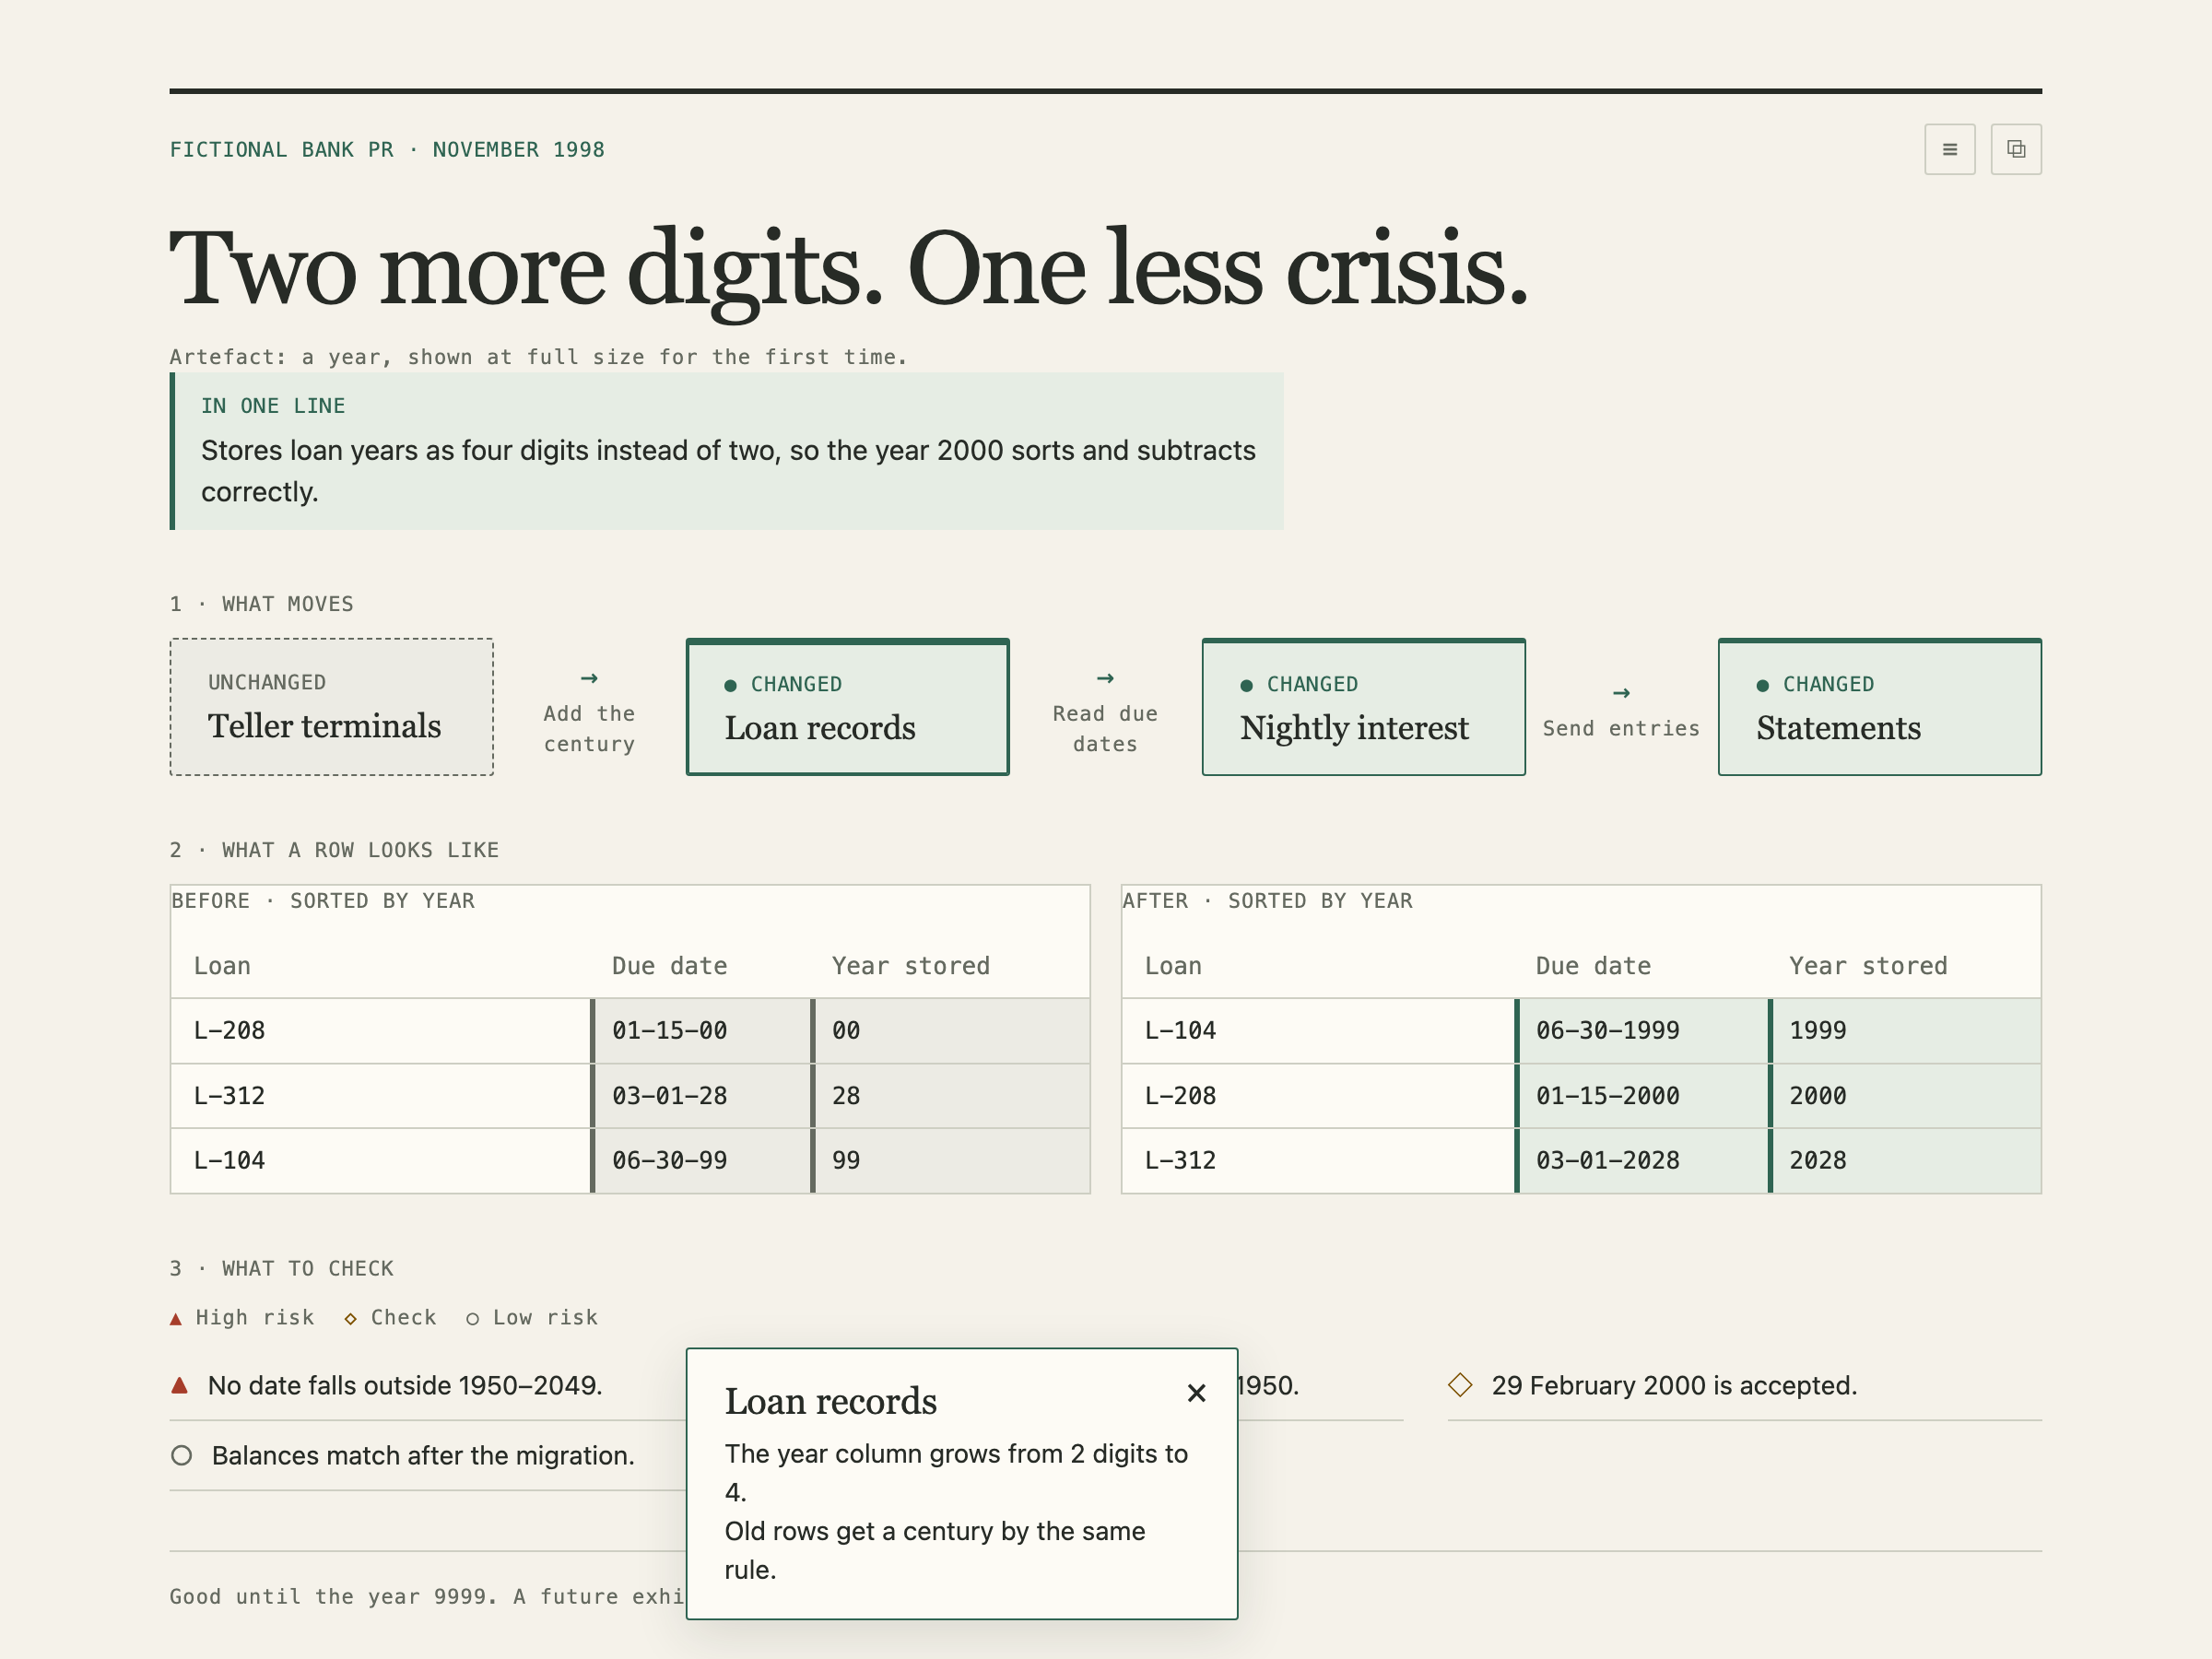 FICTIONAL BANK PR · NOVEMBER 1998
Two more digits. One less crisis.
Artefact: a year, shown at full size for the first time.
IN ONE LINE
Stores loan years as four digits instead of two, so the year 2000 sorts and subtracts
correctly.
1 · WHAT MOVES
UNCHANGED
Teller terminals
→
Add the
century
● CHANGED
Loan records
→
Read due
dates
● CHANGED
Nightly interest
→
Send entries
● CHANGED
Statements
2 · WHAT A ROW LOOKS LIKE
BEFORE · SORTED BY YEAR
Loan Due date Year stored
L–208 01–15–00 00
L–312 03–01–28 28
L–104 06–30–99 99
AFTER · SORTED BY YEAR
Loan Due date Year stored
L–104 06–30–1999 1999
L–208 01–15–2000 2000
L–312 03–01–2028 2028
3 · WHAT TO CHECK
▲ High risk ◇ Check ○ Low risk
▲ No date falls outside 1950–2049.
1950.
◇ 29 February 2000 is accepted.
○ Balances match after the migration.
Loan records
×
The year column grows from 2 digits to
4.
Old rows get a century by the same
rule.
Good until the year 9999. A future